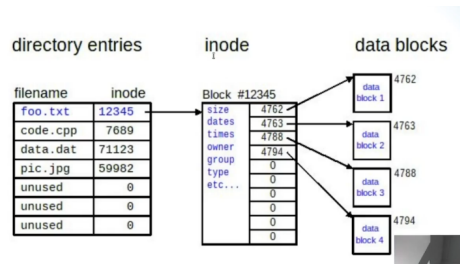 directory entries
inode
data blocks
filename inode
foo.txt 12345
code.cpp 7689
data.dat 71123
pic.jpg 59982
unused 0
unused 0
unused 0
Block #12345
size 4762
dates 4763
times 4788
owner 4794
group 0
type 0
etc... 0
0
0
0
data
block 1
4762
data
block 2
4763
data
block 3
4788
data
block 4
4794